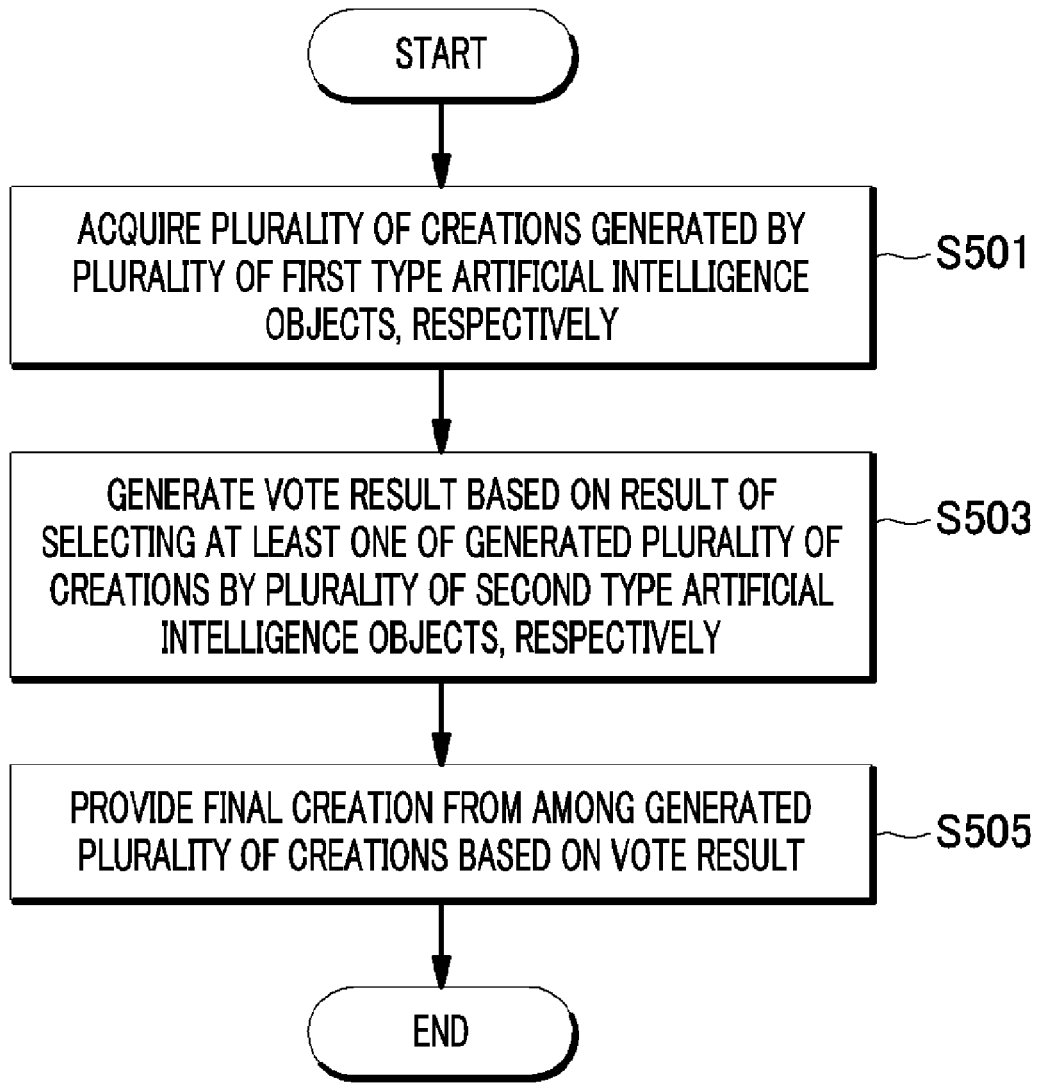 START
ACQUIRE PLURALITY OF CREATIONS GENERATED BY
PLURALITY OF FIRST TYPE ARTIFICIAL INTELLIGENCE
OBJECTS, RESPECTIVELY
S501
GENERATE VOTE RESULT BASED ON RESULT OF
SELECTING AT LEAST ONE OF GENERATED PLURALITY OF
CREATIONS BY PLURALITY OF SECOND TYPE ARTIFICIAL
INTELLIGENCE OBJECTS, RESPECTIVELY
S503
PROVIDE FINAL CREATION FROM AMONG GENERATED
PLURALITY OF CREATIONS BASED ON VOTE RESULT
S505
END